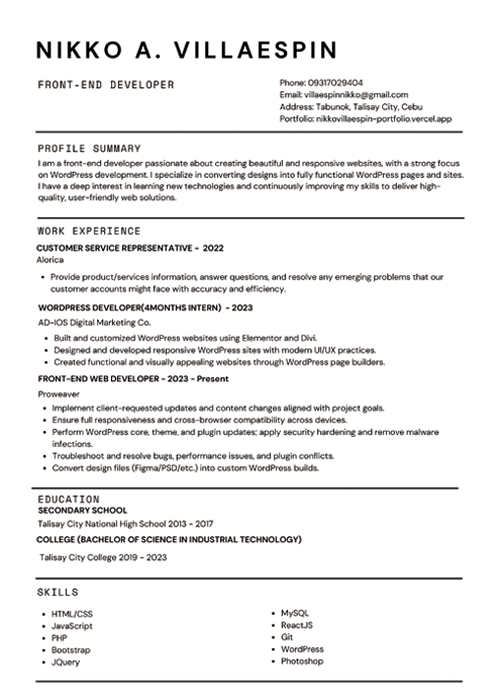 NIKKO A. VILLAESPIN
FRONT-END DEVELOPER
Phone: 09317029404
Email: villaespinnikko@gmail.com
Address: Tabunok, Talisay City, Cebu
Portfolio: nikkovillaespin-portfolio.vercel.app
PROFILE SUMMARY
I am a front-end developer passionate about creating beautiful and responsive websites, with a strong focus
on WordPress development. I specialize in converting designs into fully functional WordPress pages and sites.
I have a deep interest in learning new technologies and continuously improving my skills to deliver high-
quality, user-friendly web solutions.
WORK EXPERIENCE
CUSTOMER SERVICE REPRESENTATIVE - 2022
Alorica
• Provide product/services information, answer questions, and resolve any emerging problems that our
customer accounts might face with accuracy and efficiency.
WORDPRESS DEVELOPER(4MONTHS INTERN) - 2023
AD-IOS Digital Marketing Co.
• Built and customized WordPress websites using Elementor and Divi.
• Designed and developed responsive WordPress sites with modern UI/UX practices.
• Created functional and visually appealing websites through WordPress page builders.
FRONT-END WEB DEVELOPER - 2023 - Present
Proweaver
• Implement client-requested updates and content changes aligned with project goals.
• Ensure full responsiveness and cross-browser compatibility across devices.
• Perform WordPress core, theme, and plugin updates; apply security hardening and remove malware
infections.
• Troubleshoot and resolve bugs, performance issues, and plugin conflicts.
• Convert design files (Figma/PSD/etc.) into custom WordPress builds.
EDUCATION
SECONDARY SCHOOL
Talisay City National High School 2013 - 2017
COLLEGE (BACHELOR OF SCIENCE IN INDUSTRIAL TECHNOLOGY)
Talisay City College 2019 - 2023
SKILLS
• HTML/CSS
• JavaScript
• PHP
• Bootstrap
• JQuery
• MySQL
• ReactJS
• Git
• WordPress
• Photoshop